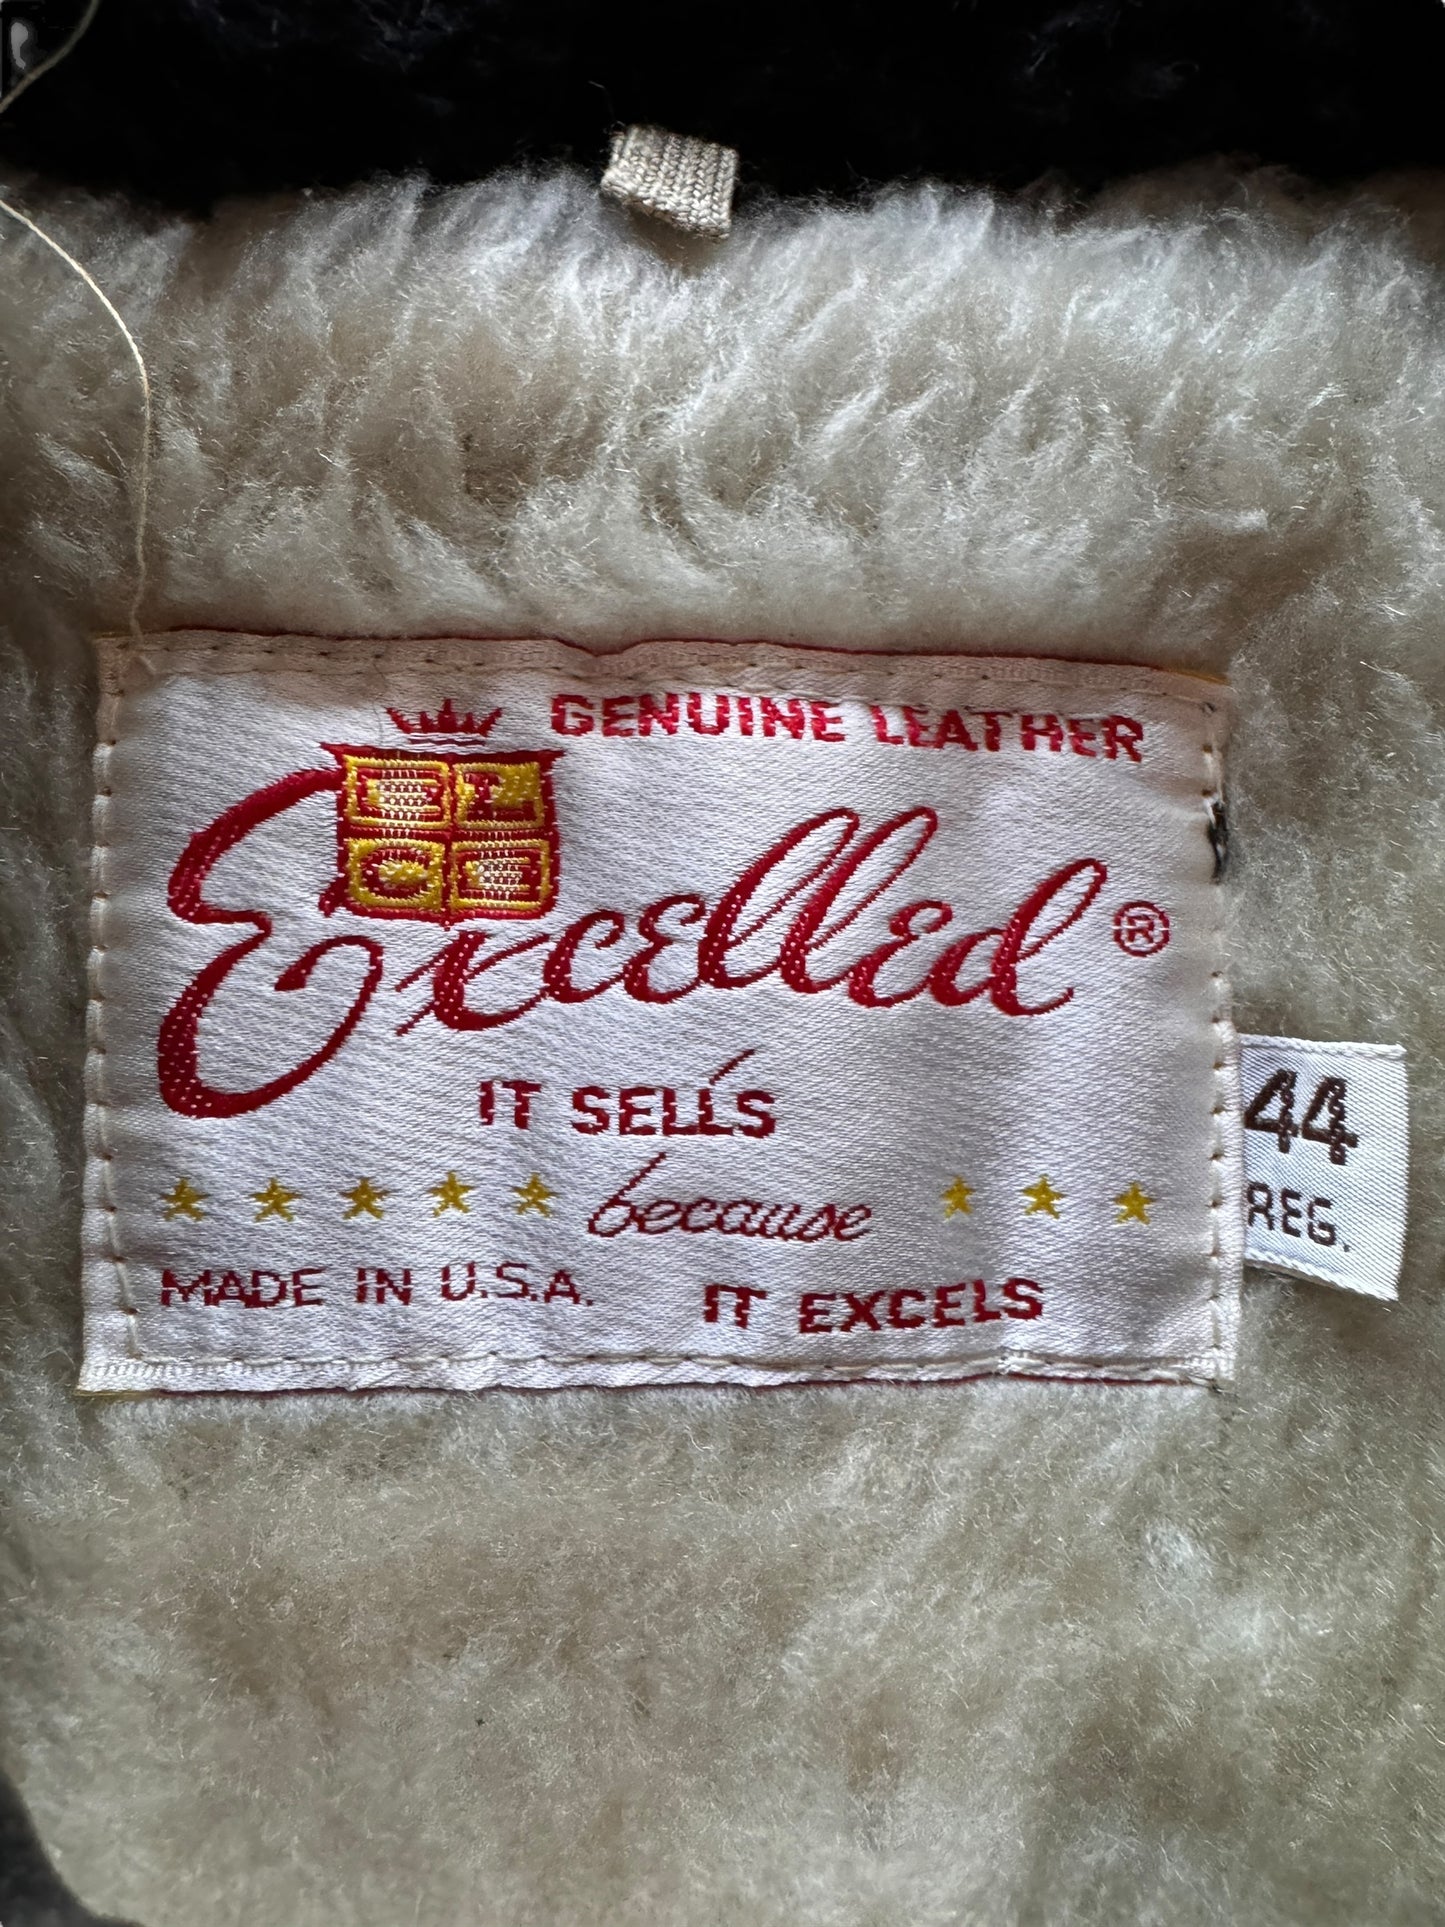 GENUINE LEATHER
Excelled ®
IT SELLS
because
MADE IN U.S.A. IT EXCELS
44
REG.